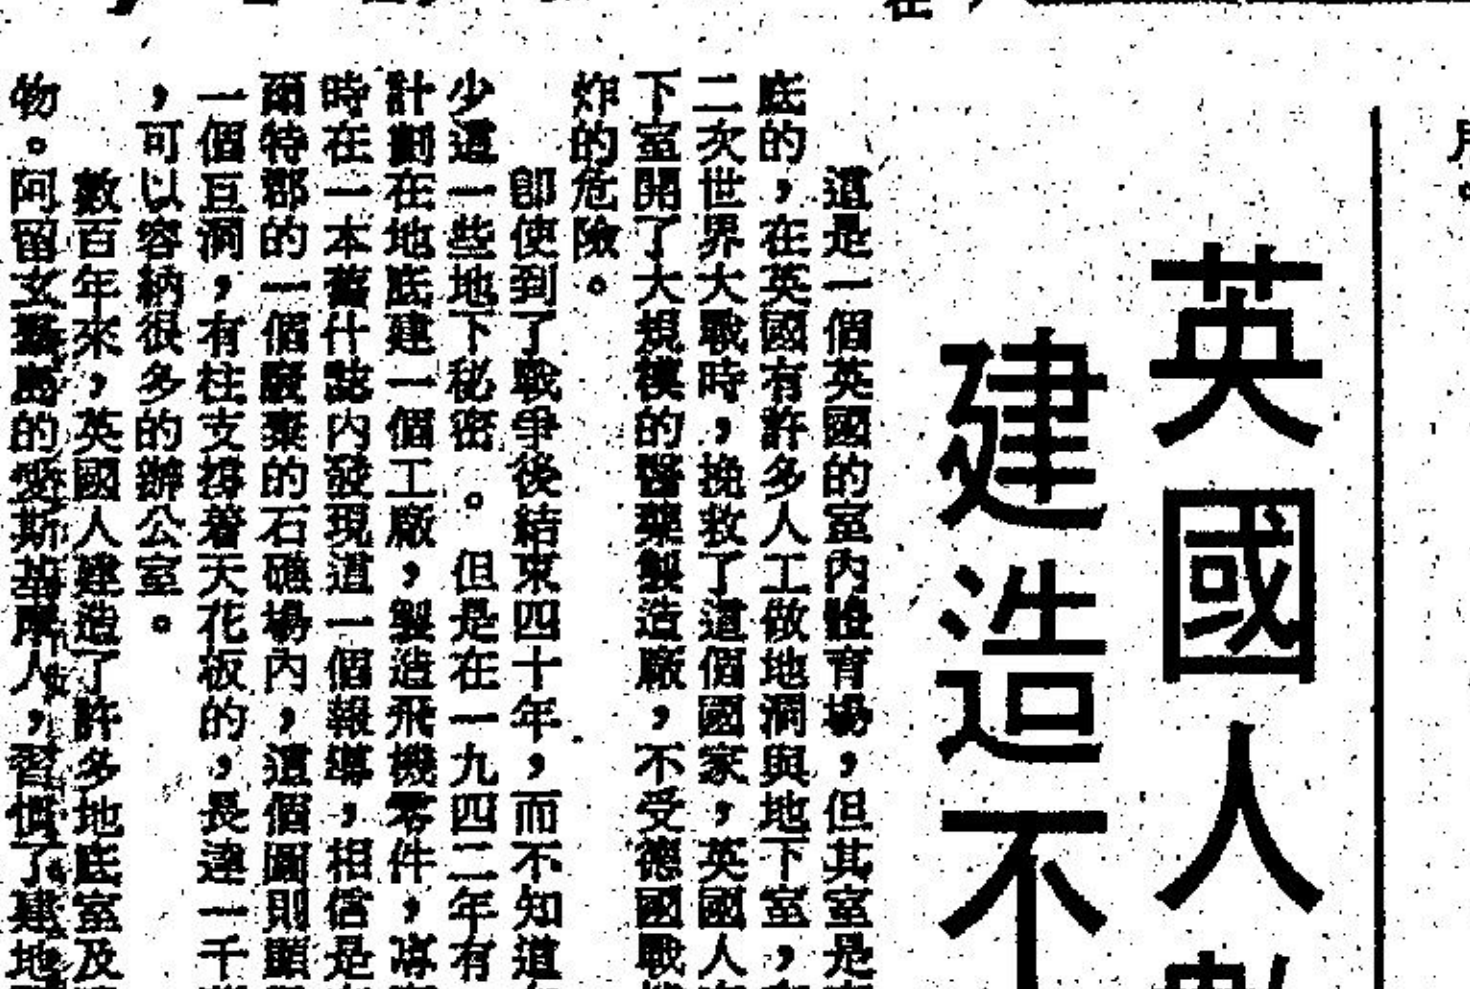 英國人數
建造不
這是一個英國的室內體育場，但其室是
底的，在英國有許多人工做地洞與地下室，
二次世界大戰時，挽救了這個國家，英國人
下室開了大規模的醫藥製造廠，不受德國戰
炸的危險。
即使到了戰爭後結束四十年，而不知道
少這一些地下秘密。但是在一九四二年有
計劃在地底建一個工廠，製造飛機零件，專
時在一本舊什誌內發現這一個報導，相信是
爾特郡的一個廢棄的石礦場內，這個圖則顯
一個巨洞，有柱支撐着天花板的，長達一千
，可以容納很多的辦公室。
數百年來，英國人建造了許多地底室及
物。阿留玄羣島的愛斯基摩人，習慣了建地